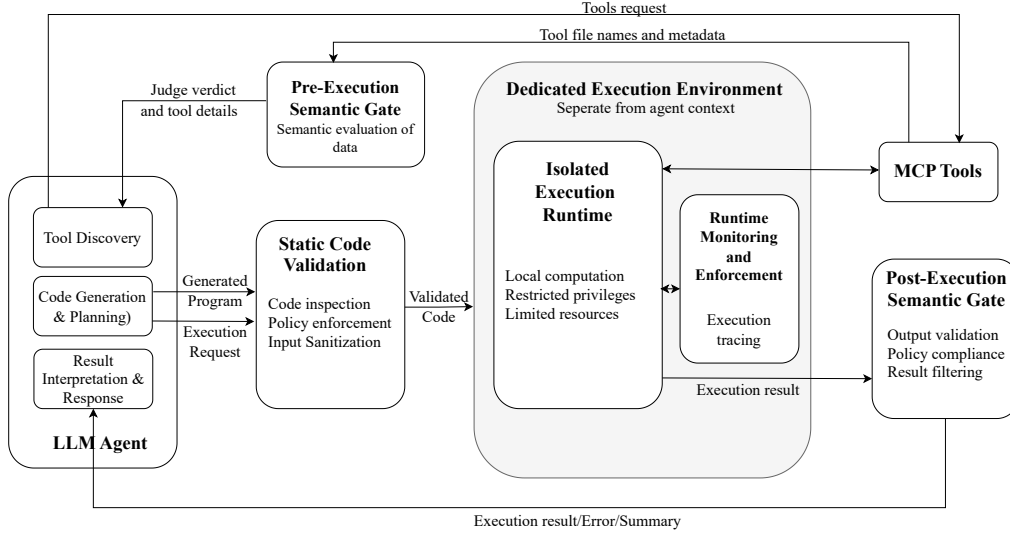 Tools request
Tool file names and metadata
Pre-Execution
Semantic Gate
Semantic evaluation of
data
Judge verdict
and tool details
Dedicated Execution Environment
Seperate from agent context
MCP Tools
Isolated
Execution
Runtime
Local computation
Restricted privileges
Limited resources
Runtime
Monitoring
and
Enforcement
Execution
tracing
Tool Discovery
Code Generation
& Planning)
Result
Interpretation &
Response
LLM Agent
Generated
Program
Execution
Request
Static Code
Validation
Code inspection
Policy enforcement
Input Sanitization
Validated
Code
Execution result
Post-Execution
Semantic Gate
Output validation
Policy compliance
Result filtering
Execution result/Error/Summary